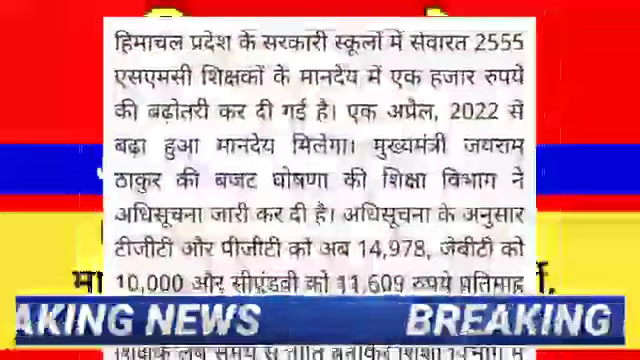 हिमाचल प्रदेश के सरकारी स्कूलों में सेवारत 2555
एसएमसी शिक्षकों के मानदेय में एक हजार रुपये
की बढ़ोतरी कर दी गई है। एक अप्रैल, 2022 से
बढ़ा हुआ मानदेय मिलेगा। मुख्यमंत्री जयराम
ठाकुर की बजट घोषणा की शिक्षा विभाग ने
अधिसूचना जारी कर दी है। अधिसूचना के अनुसार
टीजीटी और पीजीटी को अब 14,978, जेबीटी को
10,000 और सीएंडवी को 11,609 रुपये प्रतिमाह
AKING NEWS BREAKING